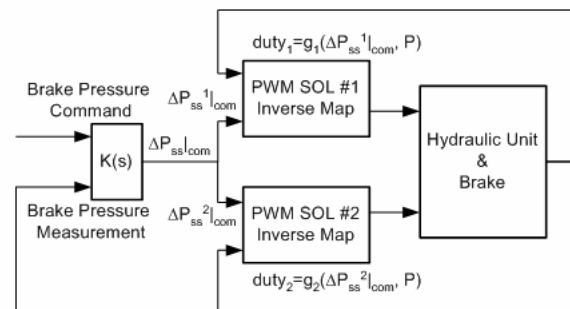 duty₁=g₁(ΔPss¹|com, P)
Brake Pressure
Command
ΔPss¹|com
PWM SOL #1
Inverse Map
K(s)
ΔPss|com
Hydraulic Unit
&
Brake
Brake Pressure
Measurement
ΔPss²|com
PWM SOL #2
Inverse Map
duty₂=g₂(ΔPss²|com, P)